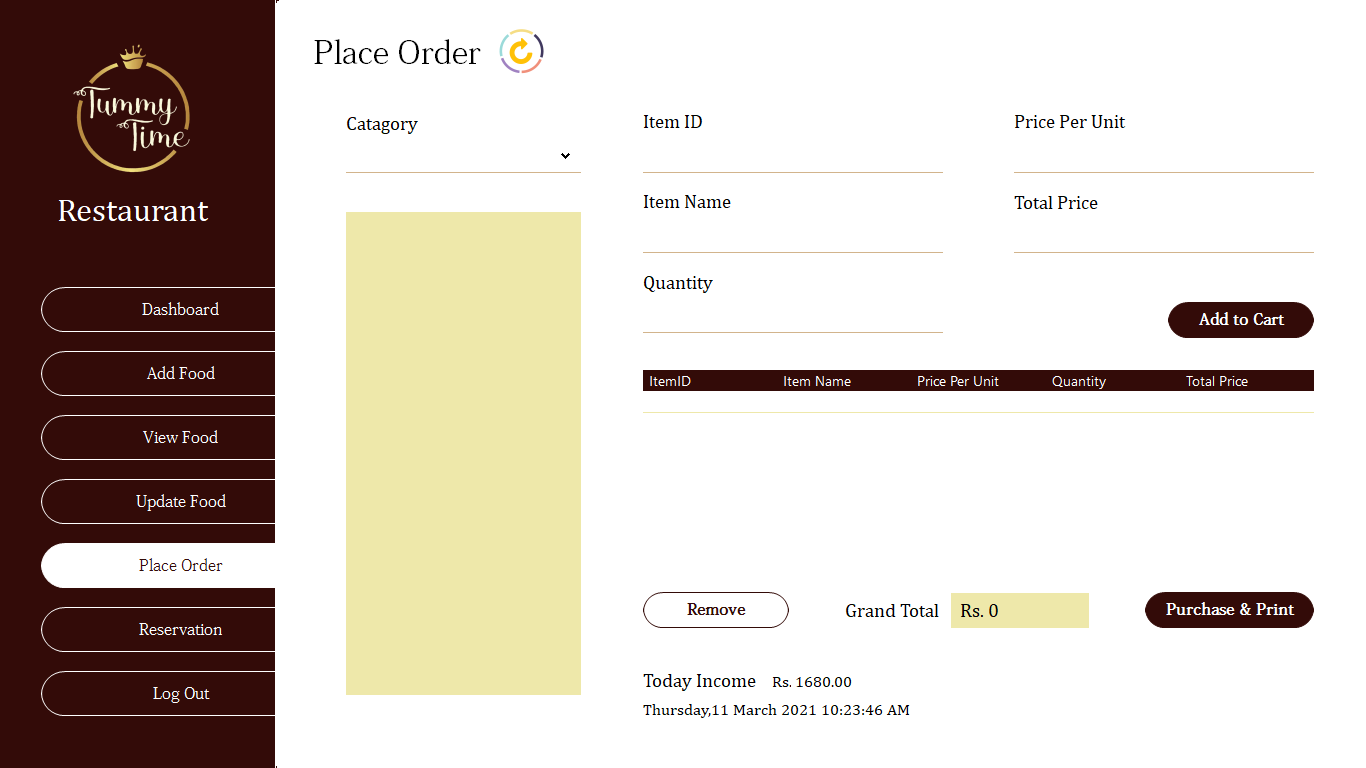 Tummy
Time
Restaurant
Dashboard
Add Food
View Food
Update Food
Place Order
Reservation
Log Out
Place Order
Catagory
Item ID
Price Per Unit
Item Name
Total Price
Quantity
Add to Cart
ItemID Item Name Price Per Unit Quantity Total Price
Remove
Grand Total Rs. 0
Purchase & Print
Today Income Rs. 1680.00
Thursday,11 March 2021 10:23:46 AM